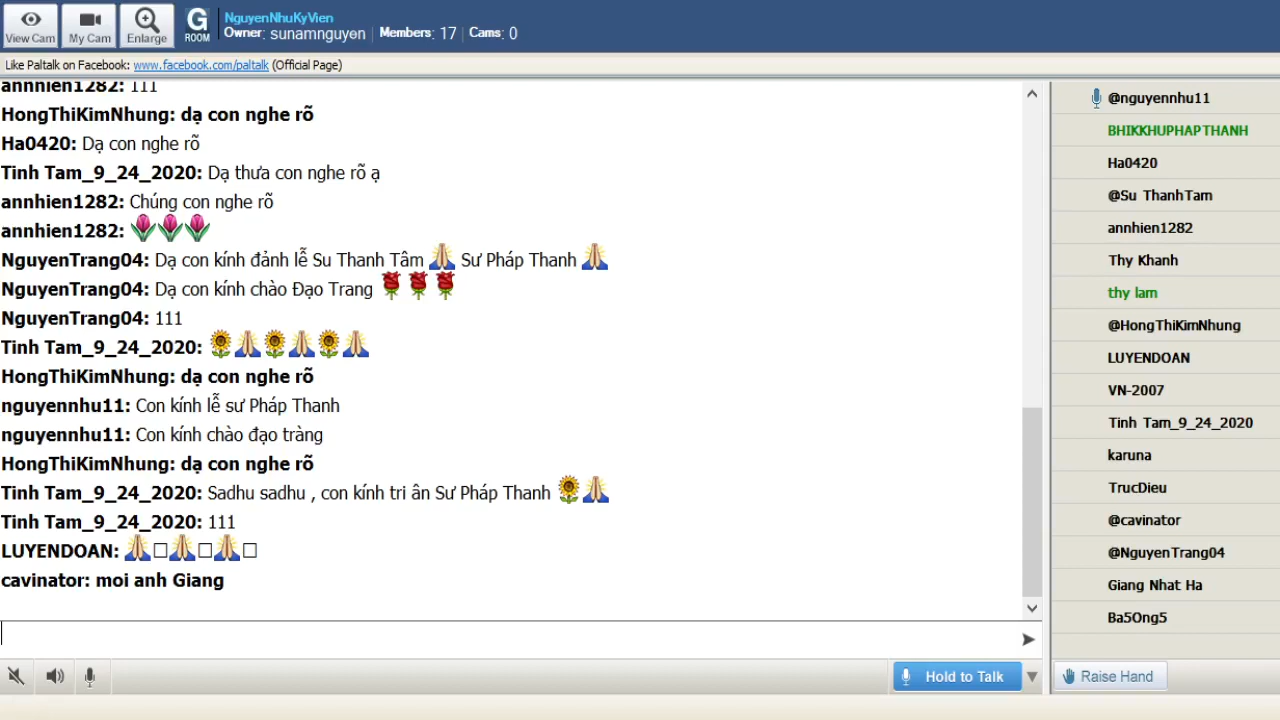 View Cam
My Cam
Enlarge
G
ROOM
NguyenNhuKyVien
Owner: sunamnguyen | Members: 17 | Cams: 0
Like Paltalk on Facebook: www.facebook.com/paltalk (Official Page)
annhien1282: 111
HongThiKimNhung: dạ con nghe rõ
Ha0420: Dạ con nghe rõ
Tinh Tam_9_24_2020: Dạ thưa con nghe rõ ạ
annhien1282: Chúng con nghe rõ
annhien1282: 🌷🌷🌷
NguyenTrang04: Dạ con kính đảnh lễ Su Thanh Tâm 🙏 Sư Pháp Thanh 🙏
NguyenTrang04: Dạ con kính chào Đạo Trang 🌹🌹🌹
NguyenTrang04: 111
Tinh Tam_9_24_2020: 🌻🙏🌻🙏🌻🙏
HongThiKimNhung: dạ con nghe rõ
nguyennhu11: Con kính lễ sư Pháp Thanh
nguyennhu11: Con kính chào đạo tràng
HongThiKimNhung: dạ con nghe rõ
Tinh Tam_9_24_2020: Sadhu sadhu , con kính tri ân Sư Pháp Thanh 🌻🙏
Tinh Tam_9_24_2020: 111
LUYENDOAN: 🙏□🙏□🙏□
cavinator: moi anh Giang
Hold to Talk
@nguyennhu11
BHIKKHUPHAPTHANH
Ha0420
@Su ThanhTam
annhien1282
Thy Khanh
thy lam
@HongThiKimNhung
LUYENDOAN
VN-2007
Tinh Tam_9_24_2020
karuna
TrucDieu
@cavinator
@NguyenTrang04
Giang Nhat Ha
Ba5Ong5
Raise Hand